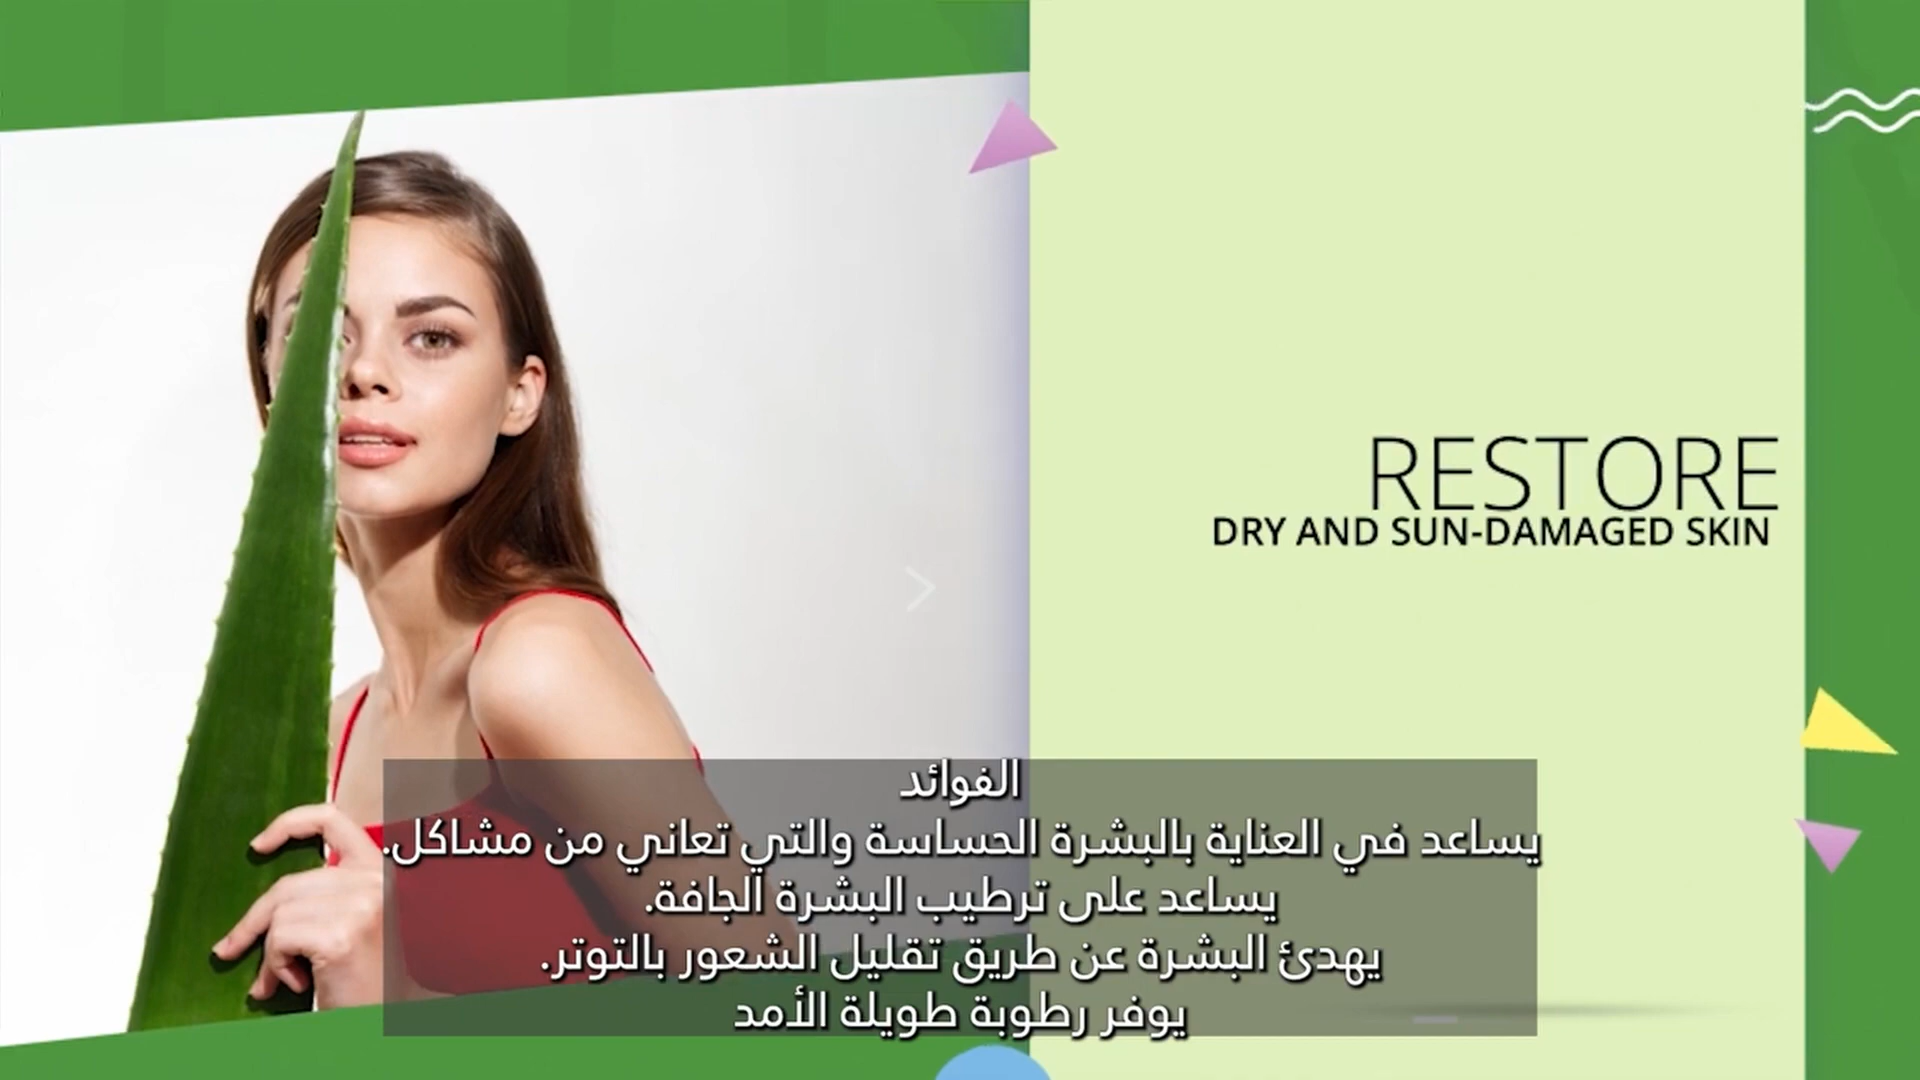 RESTORE
DRY AND SUN-DAMAGED SKIN
الفوائد
يساعد في العناية بالبشرة الحساسة والتي تعاني من مشاكل.
يساعد على ترطيب البشرة الجافة.
يهدئ البشرة عن طريق تقليل الشعور بالتوتر.
يوفر رطوبة طويلة الأمد